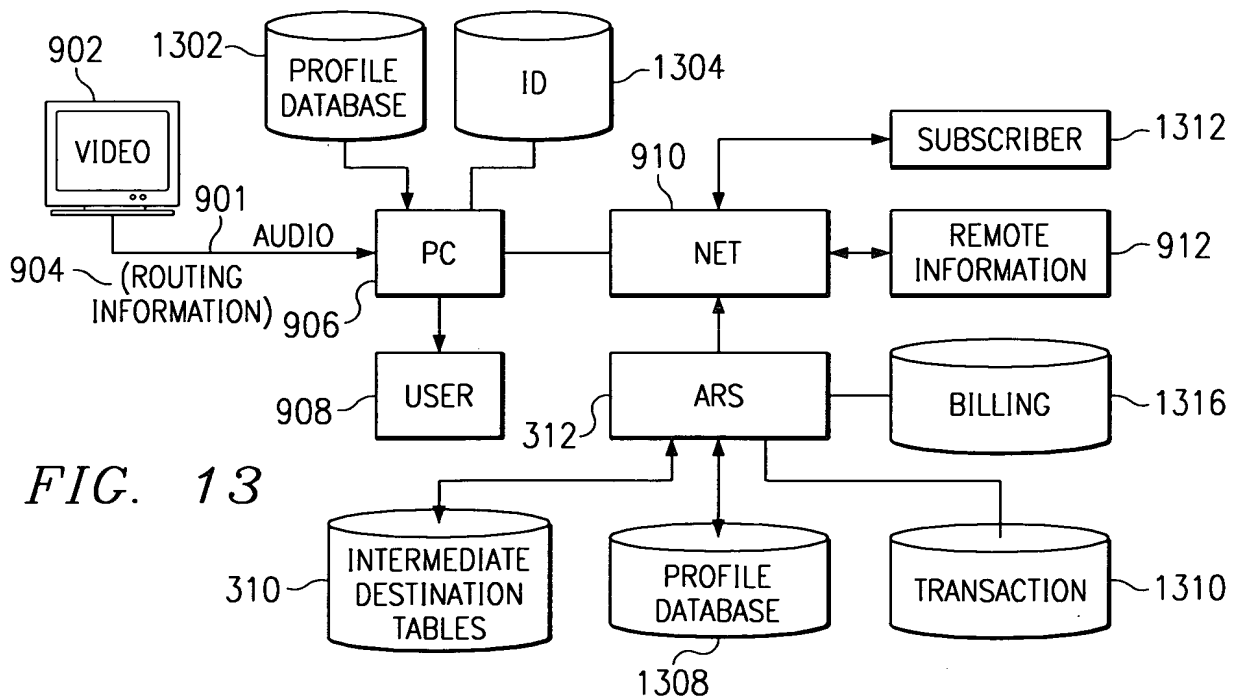 902
1302
PROFILE
DATABASE
ID
1304
VIDEO
901
AUDIO
904
(ROUTING
INFORMATION)
PC
906
910
NET
SUBSCRIBER
1312
REMOTE
INFORMATION
912
USER
908
ARS
312
BILLING
1316
FIG. 13
INTERMEDIATE
DESTINATION
TABLES
310
PROFILE
DATABASE
1308
TRANSACTION
1310